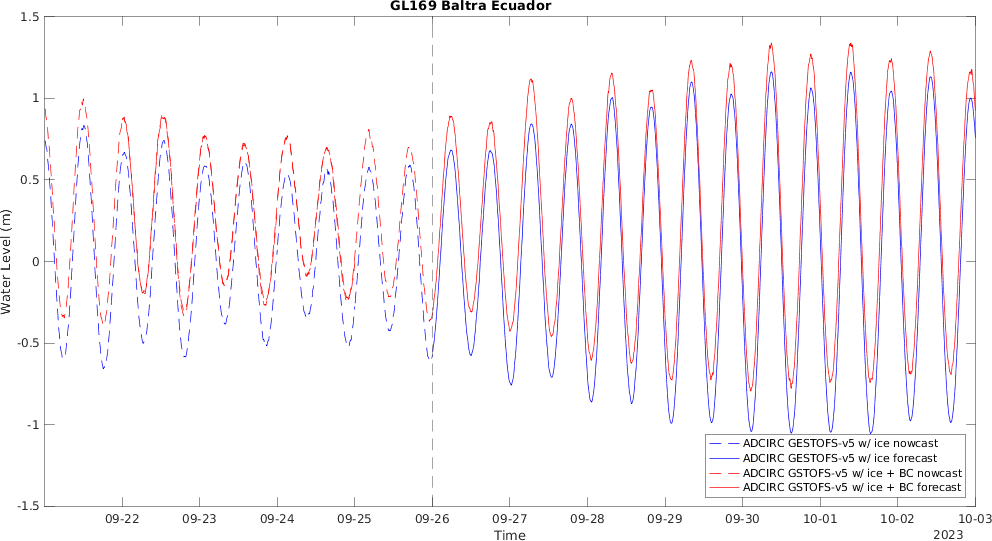 GL169 Baltra Ecuador
1.5
1
0.5
0
-0.5
-1
-1.5
Water Level (m)
ADCIRC GESTOFS-v5 w/ ice nowcast
ADCIRC GESTOFS-v5 w/ ice forecast
ADCIRC GSTOFS-v5 w/ ice + BC nowcast
ADCIRC GSTOFS-v5 w/ ice + BC forecast
09-22 09-23 09-24 09-25 09-26 09-27 09-28 09-29 09-30 10-01 10-02 10-03
Time
2023